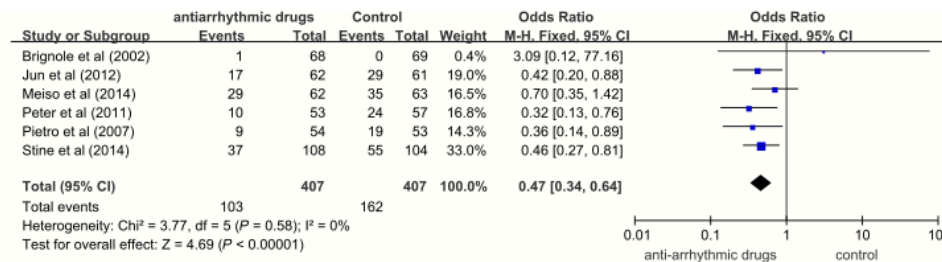 antiarrhythmic drugs Control Odds Ratio Odds Ratio
Study or Subgroup Events Total Events Total Weight M-H, Fixed, 95% CI M-H, Fixed, 95% CI
Brignole et al (2002) 1 68 0 69 0.4% 3.09 [0.12, 77.16]
Jun et al (2012) 17 62 29 61 19.0% 0.42 [0.20, 0.88]
Meiso et al (2014) 29 62 35 63 16.5% 0.70 [0.35, 1.42]
Peter et al (2011) 10 53 24 57 17.0% 0.32 [0.13, 0.76]
Pietro et al (2007) 9 54 19 53 14.3% 0.36 [0.14, 0.89]
Stine et al (2014) 37 108 55 104 33.0% 0.46 [0.27, 0.81]
Total (95% CI) 407 407 100.0% 0.47 [0.34, 0.64]
Total events 103 162
Heterogeneity: Chi² = 3.77, df = 5 (P = 0.58); I² = 0%
Test for overall effect: Z = 4.69 (P < 0.00001)
0.01 0.1 1 10 100
anti-arrhythmic drugs control